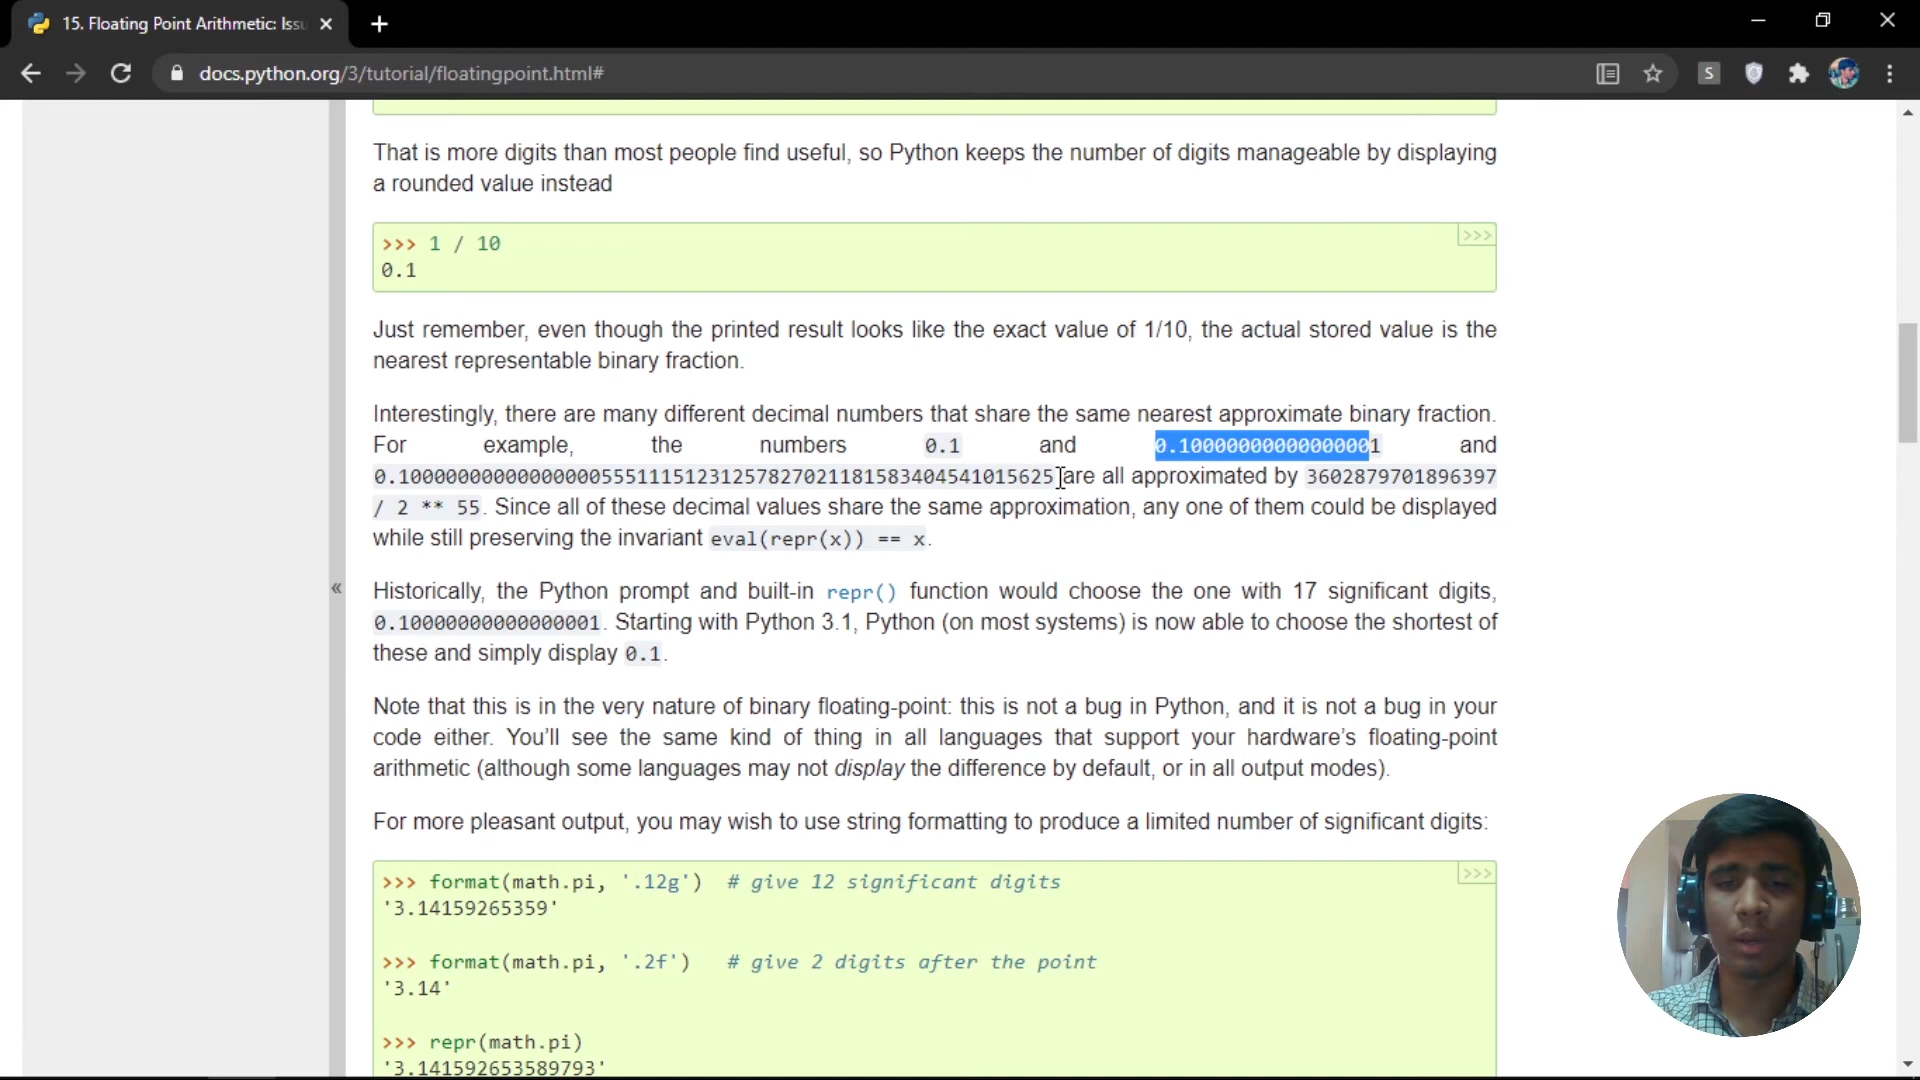 15. Floating Point Arithmetic: Issu
docs.python.org/3/tutorial/floatingpoint.html#
S
That is more digits than most people find useful, so Python keeps the number of digits manageable by displaying
a rounded value instead
>>> 1 / 10
>>>
0.1
Just remember, even though the printed result looks like the exact value of 1/10, the actual stored value is the
nearest representable binary fraction.
Interestingly, there are many different decimal numbers that share the same nearest approximate binary fraction.
For example, the numbers 0.1 and 0.10000000000000001 and
0.1000000000000000055511151231257827021181583404541015625 are all approximated by 3602879701896397
/ 2 ** 55. Since all of these decimal values share the same approximation, any one of them could be displayed
while still preserving the invariant eval(repr(x)) == x.
«
Historically, the Python prompt and built-in repr() function would choose the one with 17 significant digits,
0.10000000000000001. Starting with Python 3.1, Python (on most systems) is now able to choose the shortest of
these and simply display 0.1.
Note that this is in the very nature of binary floating-point: this is not a bug in Python, and it is not a bug in your
code either. You’ll see the same kind of thing in all languages that support your hardware’s floating-point
arithmetic (although some languages may not display the difference by default, or in all output modes).
For more pleasant output, you may wish to use string formatting to produce a limited number of significant digits:
>>> format(math.pi, '.12g')  # give 12 significant digits
>>>
'3.14159265359'
>>> format(math.pi, '.2f')   # give 2 digits after the point
'3.14'
>>> repr(math.pi)
'3.141592653589793'